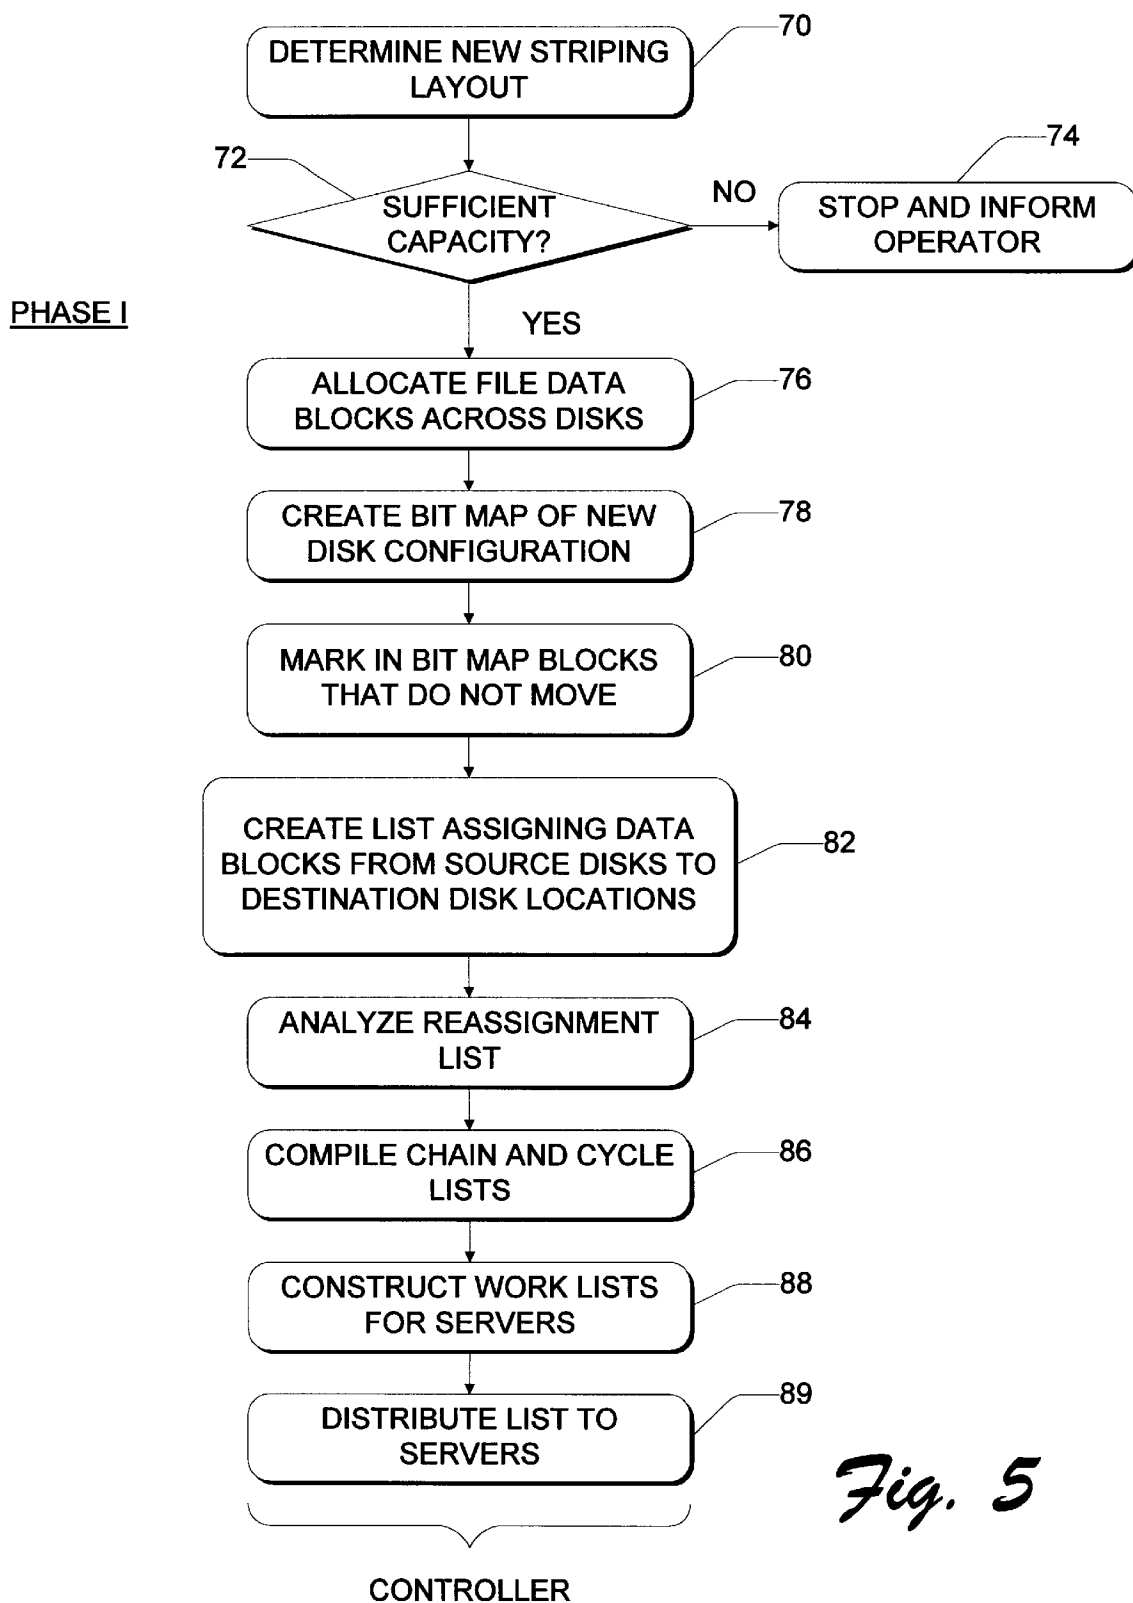 70
DETERMINE NEW STRIPING
LAYOUT
72
74
SUFFICIENT
CAPACITY?
NO
STOP AND INFORM
OPERATOR
PHASE I
YES
76
ALLOCATE FILE DATA
BLOCKS ACROSS DISKS
78
CREATE BIT MAP OF NEW
DISK CONFIGURATION
80
MARK IN BIT MAP BLOCKS
THAT DO NOT MOVE
82
CREATE LIST ASSIGNING DATA
BLOCKS FROM SOURCE DISKS TO
DESTINATION DISK LOCATIONS
84
ANALYZE REASSIGNMENT
LIST
86
COMPILE CHAIN AND CYCLE
LISTS
88
CONSTRUCT WORK LISTS
FOR SERVERS
89
DISTRIBUTE LIST TO
SERVERS
Fig. 5
CONTROLLER